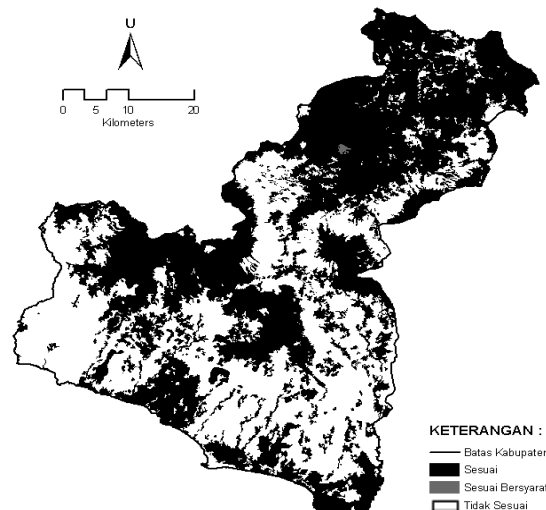 U
0 5 10 20
Kilometers
KETERANGAN :
Batas Kabupaten
Sesuai
Sesuai Bersyarat
Tidak Sesuai